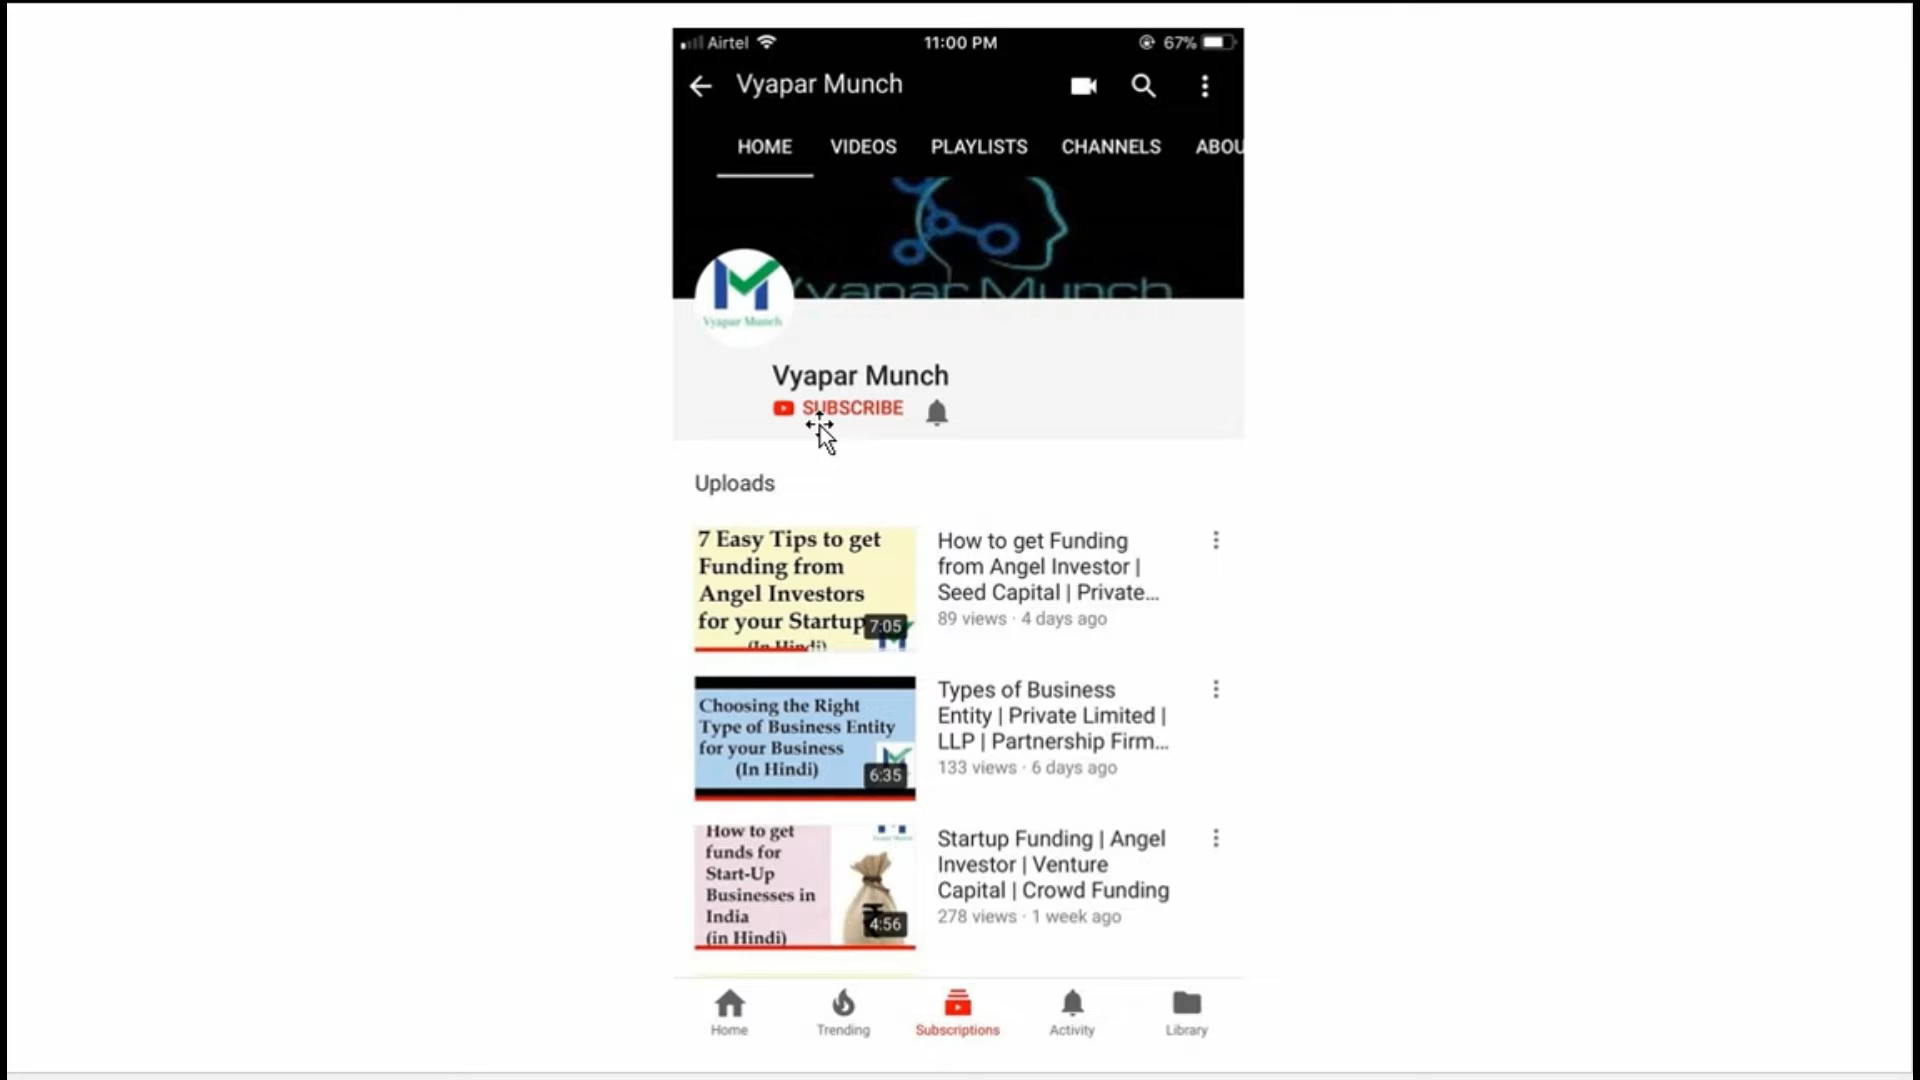 Airtel 11:00 PM 67%
Vyapar Munch
HOME VIDEOS PLAYLISTS CHANNELS ABOU
Vyapar Munch
Vyapar Munch
Vyapar Munch
SUBSCRIBE
Uploads
7 Easy Tips to get
Funding from
Angel Investors
for your Startup
(In Hindi)
7:05
How to get Funding
from Angel Investor |
Seed Capital | Private...
89 views · 4 days ago
Choosing the Right
Type of Business Entity
for your Business
(In Hindi)
6:35
Types of Business
Entity | Private Limited |
LLP | Partnership Firm...
133 views · 6 days ago
How to get
funds for
Start-Up
Businesses in
India
(in Hindi)
4:56
Startup Funding | Angel
Investor | Venture
Capital | Crowd Funding
278 views · 1 week ago
Home Trending Subscriptions Activity Library